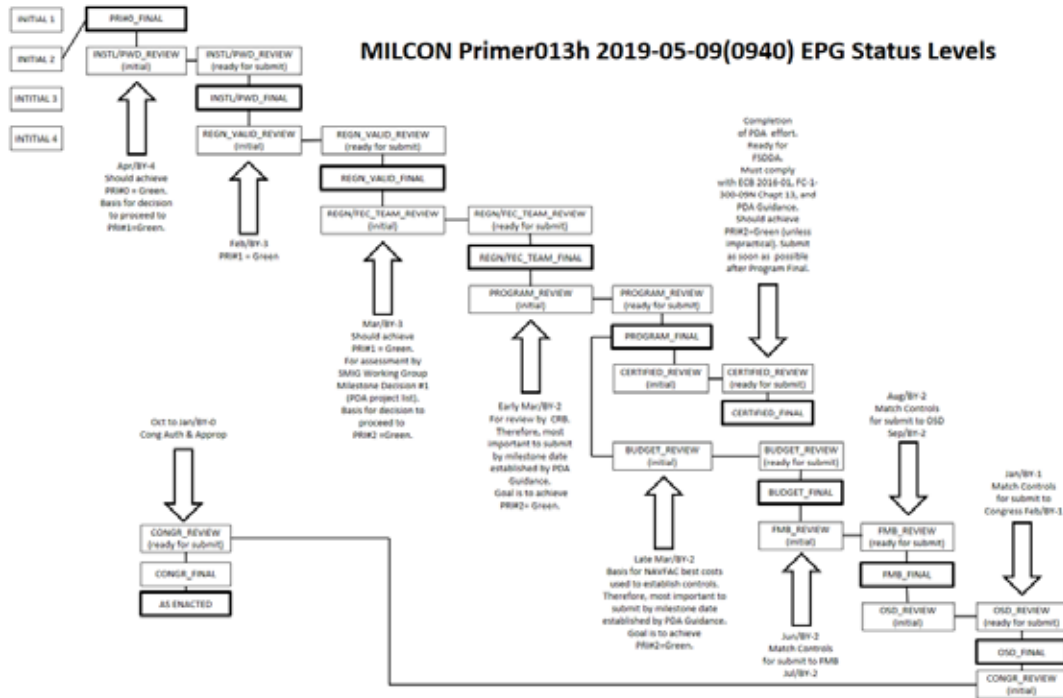 MILCON Primer013h 2019-05-09(0940) EPG Status Levels
INITIAL 1
INITIAL 2
INTITIAL 3
INTITIAL 4
PRI#0_FINAL
INSTL/PWD_REVIEW
(initial)
INSTL/PWD_REVIEW
(ready for submit)
INSTL/PWD_FINAL
REGN_VALID_REVIEW
(initial)
REGN_VALID_REVIEW
(ready for submit)
REGN_VALID_FINAL
REGN/FEC_TEAM_REVIEW
(initial)
REGN/FEC_TEAM_REVIEW
(ready for submit)
REGN/FEC_TEAM_FINAL
PROGRAM_REVIEW
(initial)
PROGRAM_REVIEW
(ready for submit)
PROGRAM_FINAL
CERTIFIED_REVIEW
(initial)
CERTIFIED_REVIEW
(ready for submit)
CERTIFIED_FINAL
BUDGET_REVIEW
(initial)
BUDGET_REVIEW
(ready for submit)
BUDGET_FINAL
FMB_REVIEW
(initial)
FMB_REVIEW
(ready for submit)
FMB_FINAL
OSD_REVIEW
(initial)
OSD_REVIEW
(ready for submit)
OSD_FINAL
CONGR_REVIEW
(initial)
CONGR_REVIEW
(ready for submit)
CONGR_FINAL
AS ENACTED
Apr/BY-4
Should achieve
PRI#0 = Green.
Basis for decision
to proceed to
PRI#1=Green.
Feb/BY-3
PRI#1 = Green
Mar/BY-3
Should achieve
PRI#1 = Green.
For assessment by
SMIG Working Group
Milestone Decision #1
(PDA project list).
Basis for decision to
proceed to
PRI#2 =Green.
Early Mar/BY-2
For review by CRB.
Therefore, most
important to submit
by milestone date
established by PDA
Guidance.
Goal is to achieve
PRI#2= Green.
Completion
of PDA effort.
Ready for
FSDDA.
Must comply
with ECB 2016-01, FC-1-
300-09N Chapt 13, and
PDA Guidance.
Should achieve
PRI#2=Green (unless
impractical). Submit
as soon as possible
after Program Final.
Late Mar/BY-2
Basis for NAVFAC best costs
used to establish controls.
Therefore, most important to
submit by milestone date
established by PDA Guidance.
Goal is to achieve
PRI#2=Green.
Jun/BY-2
Match Controls
for submit to FMB
Jul/BY-2
Aug/BY-2
Match Controls
for submit to OSD
Sep/BY-2
Jan/BY-1
Match Controls
for submit to
Congress Feb/BY-1
Oct to Jan/BY-0
Cong Auth & Approp